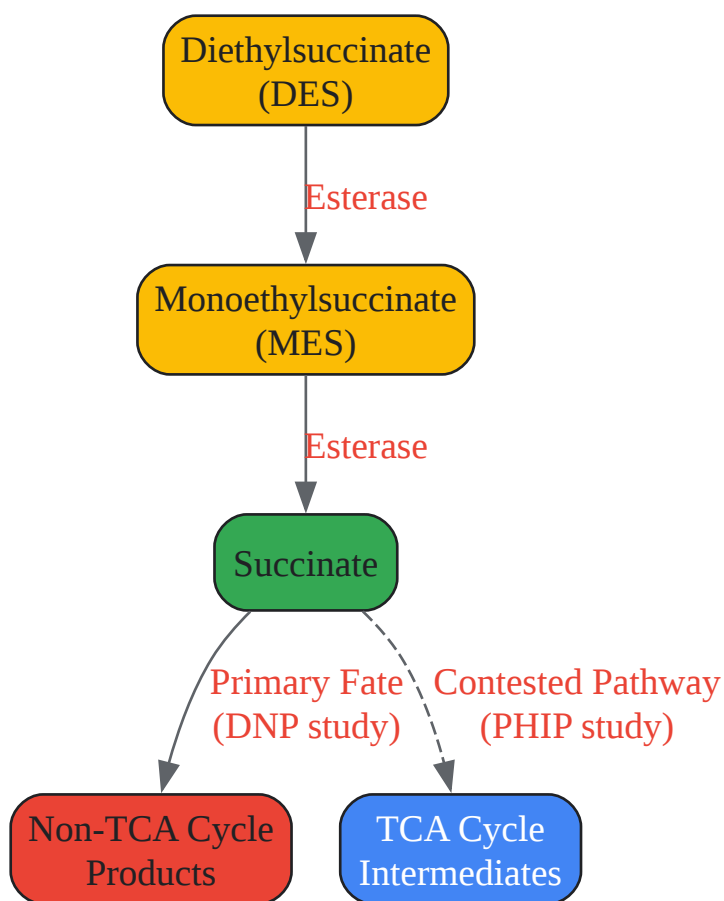 Diethylsuccinate
(DES)
Esterase
Monoethylsuccinate
(MES)
Esterase
Succinate
Primary Fate
(DNP study)
Contested Pathway
(PHIP study)
Non-TCA Cycle
Products
TCA Cycle
Intermediates